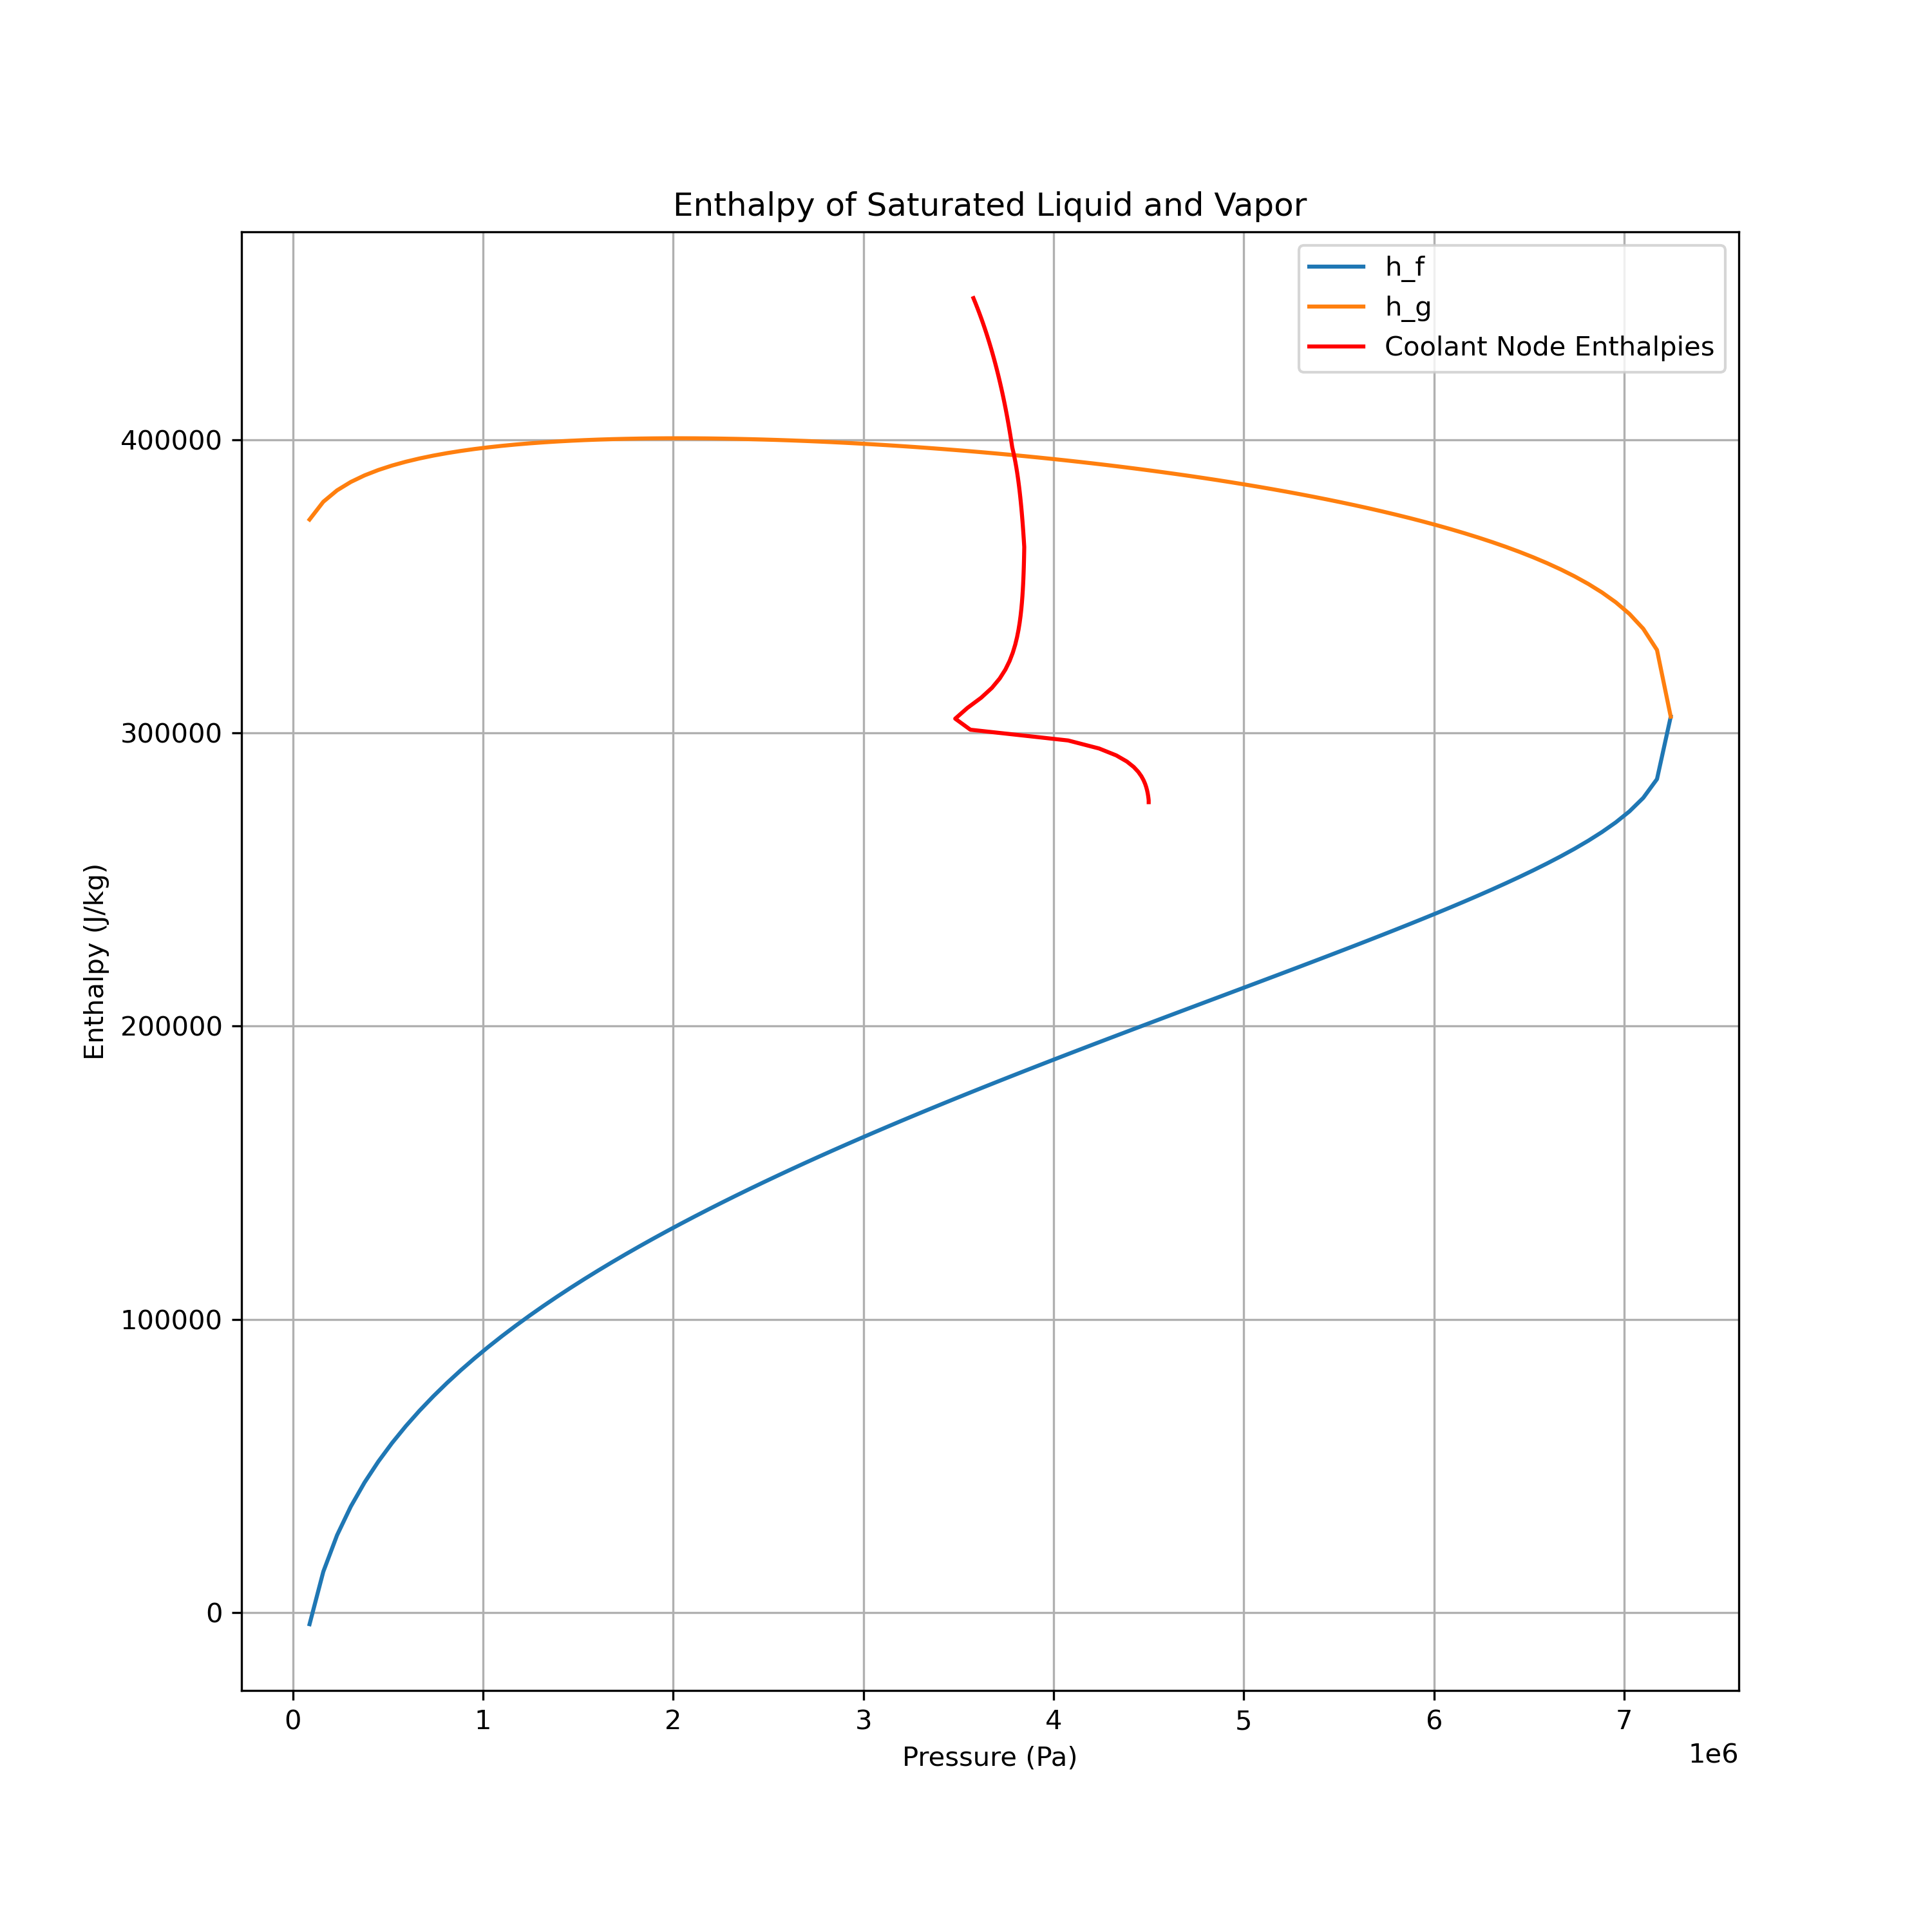 Enthalpy of Saturated Liquid and Vapor
h_f
h_g
Coolant Node Enthalpies
400000
300000
200000
100000
0
Enthalpy (J/kg)
0 1 2 3 4 5 6 7
1e6
Pressure (Pa)